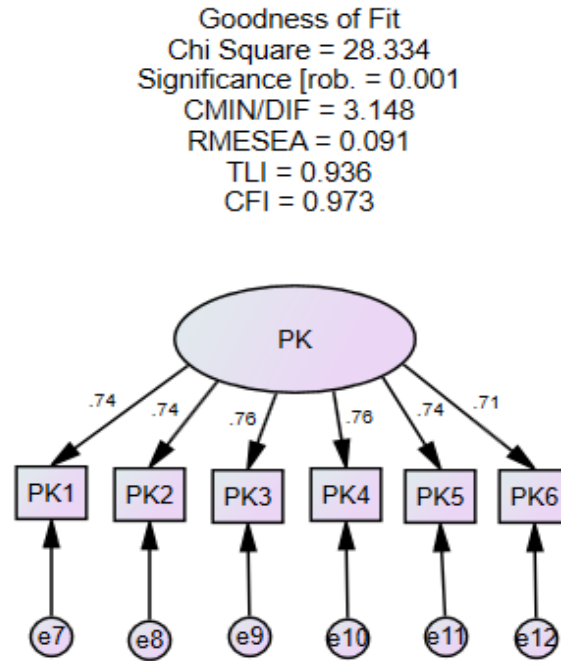 Goodness of Fit
Chi Square = 28.334
Significance [rob. = 0.001
CMIN/DIF = 3.148
RMESEA = 0.091
TLI = 0.936
CFI = 0.973
PK
.74 .74 .76 .76 .74 .71
PK1 PK2 PK3 PK4 PK5 PK6
e7 e8 e9 e10 e11 e12